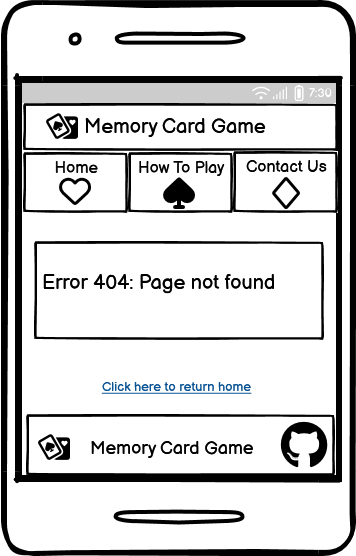 7:30
Memory Card Game
Home
How To Play
Contact Us
Error 404: Page not found
Click here to return home
Memory Card Game